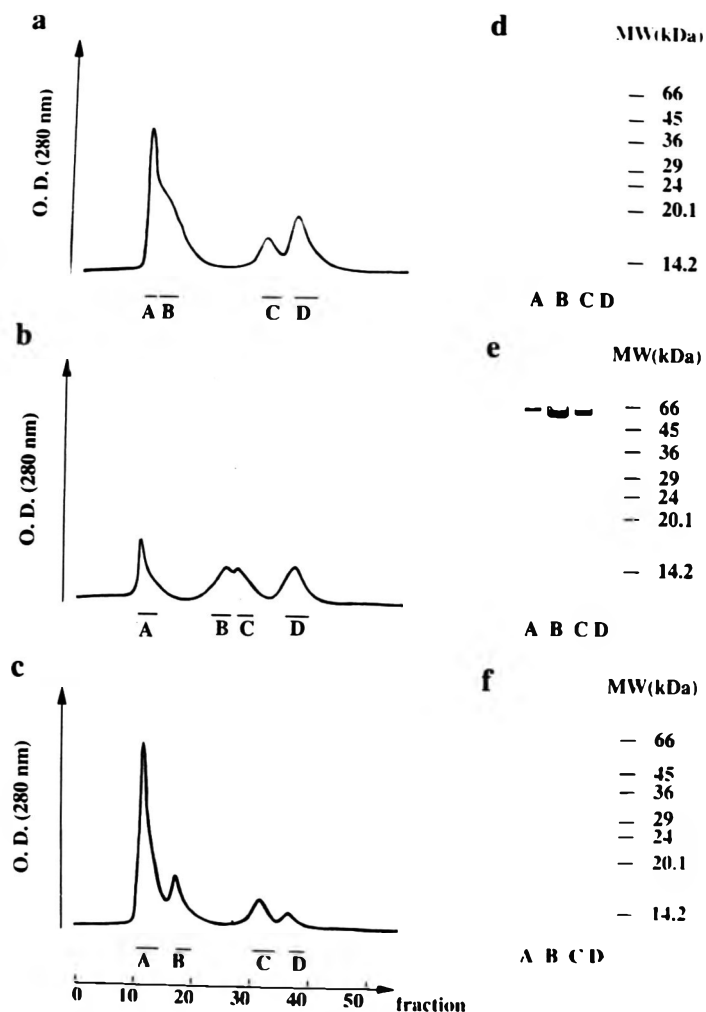 a
O. D. (280 nm)
A B C D
d
MW(kDa)
66
45
36
29
24
20.1
14.2
A B C D
b
O. D. (280 nm)
A B C D
e
MW(kDa)
66
45
36
29
24
20.1
14.2
A B C D
c
O. D. (280 nm)
A B C D
0 10 20 30 40 50 fraction
f
MW(kDa)
66
45
36
29
24
20.1
14.2
A B C D